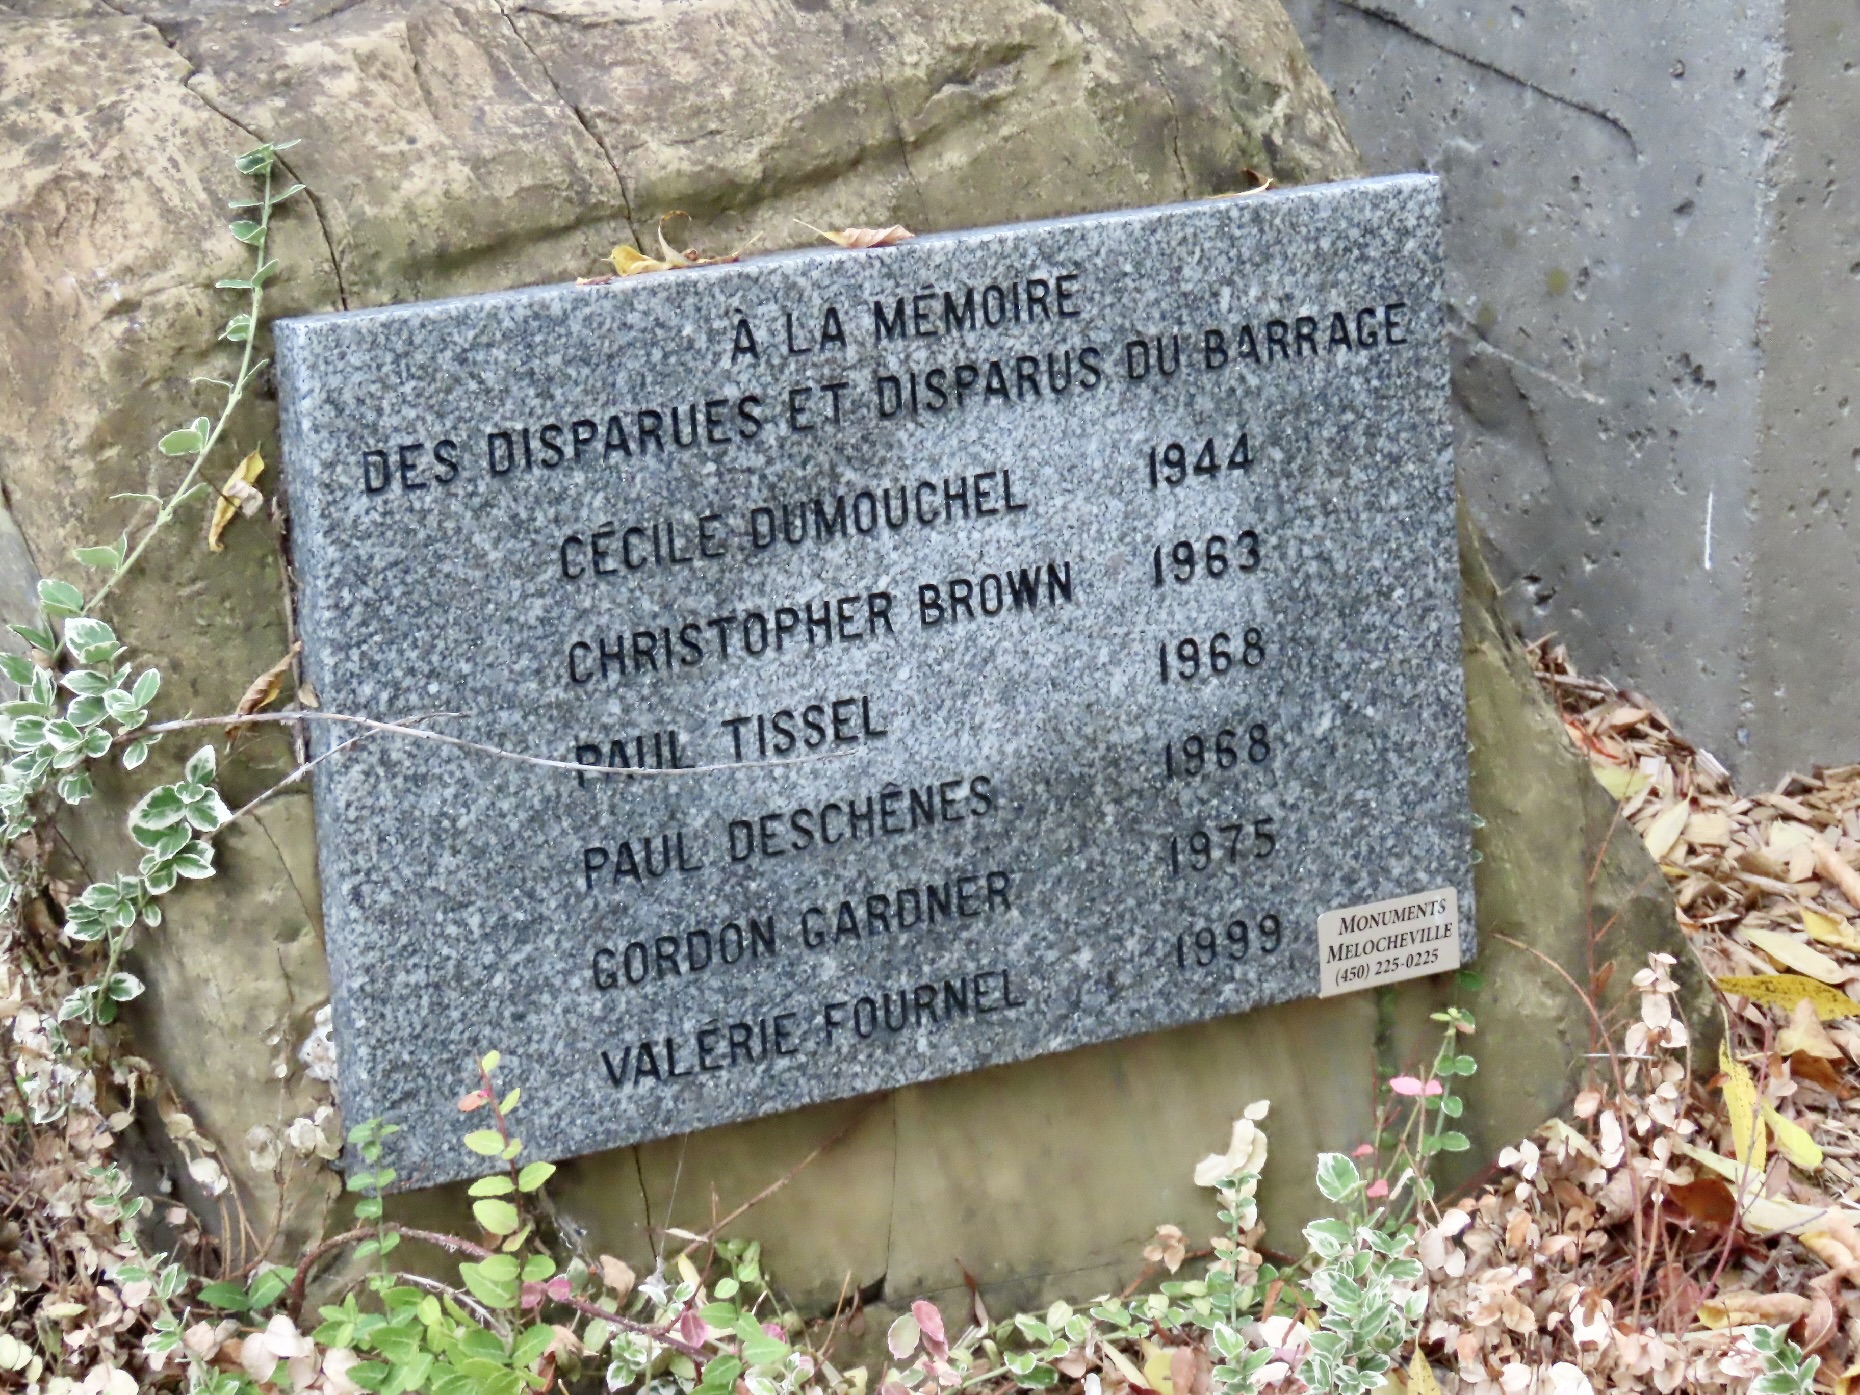 À LA MÉMOIRE
DES DISPARUES ET DISPARUS DU BARRAGE
CÉCILE DUMOUCHEL 1944
CHRISTOPHER BROWN 1963
PAUL TISSEL 1968
PAUL DESCHÊNES 1968
GORDON GARDNER 1975
VALÉRIE FOURNEL 1999
MONUMENTS
MELOCHEVILLE
(450) 225-0225